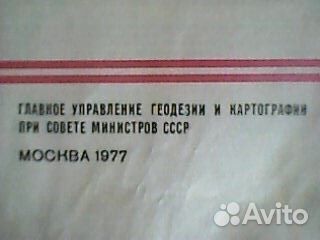 ГЛАВНОЕ УПРАВЛЕНИЕ ГЕОДЕЗИИ И КАРТОГРАФИИ
ПРИ СОВЕТЕ МИНИСТРОВ СССР
МОСКВА 1977
Avito